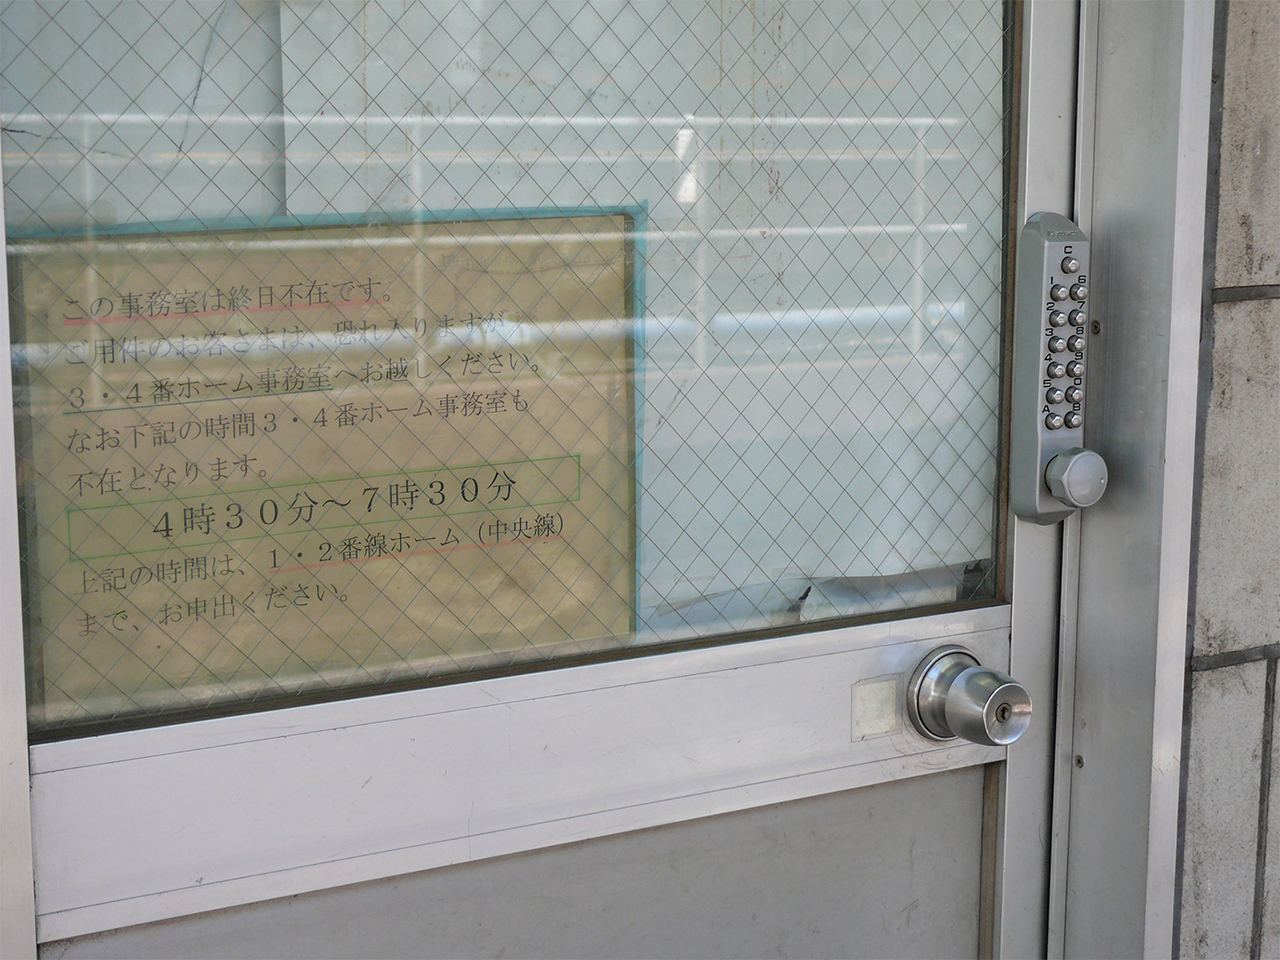 この事務室は終日不在です。
ご用件のお客さまは、恐れ入りますが
3・4番ホーム事務室へお越しください。
なお下記の時間3・4番ホーム事務室も
不在となります。
4時30分～7時30分
上記の時間は、1・2番線ホーム(中央線)
まで、お申出ください。
C
1 6
2 7
3 8
4 9
5 0
A B